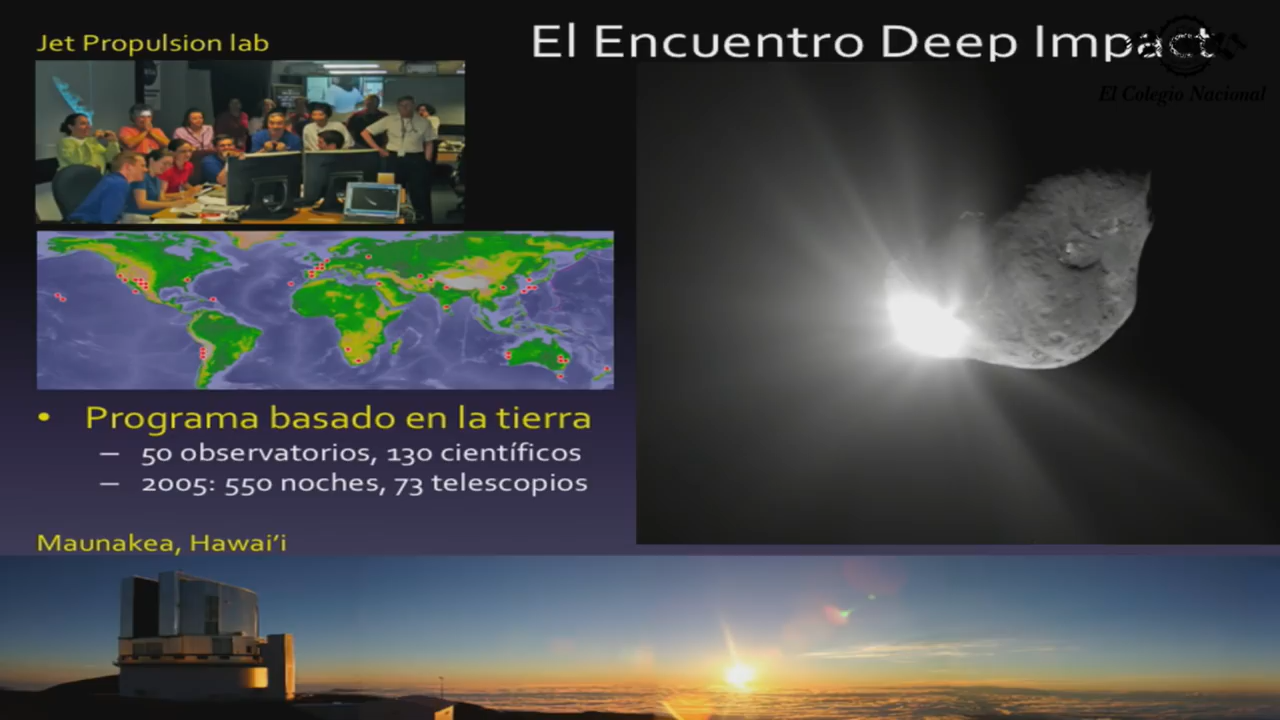 Jet Propulsion lab
El Encuentro Deep Impact
El Colegio Nacional
• Programa basado en la tierra
– 50 observatorios, 130 científicos
– 2005: 550 noches, 73 telescopios
Maunakea, Hawai’i